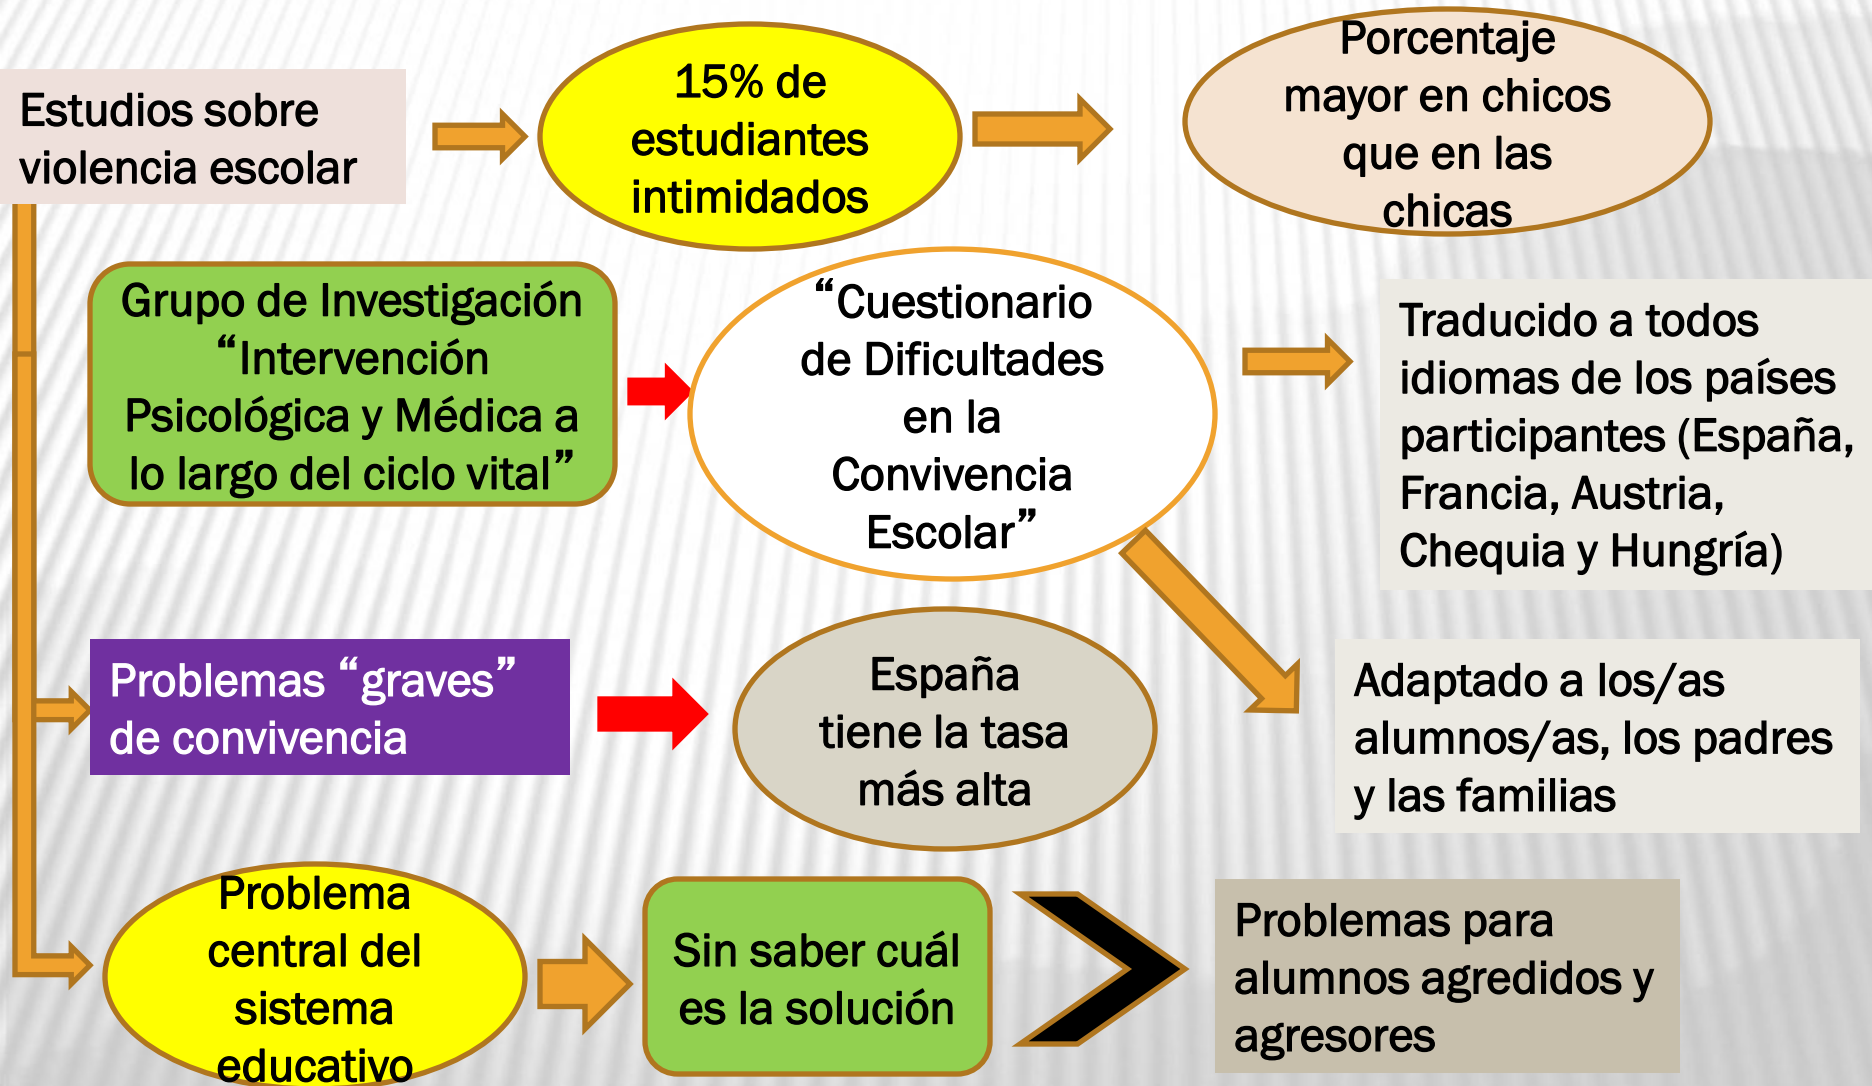 Estudios sobre
violencia escolar
15% de
estudiantes
intimidados
Porcentaje
mayor en chicos
que en las
chicas
Grupo de Investigación
“Intervención
Psicológica y Médica a
lo largo del ciclo vital”
“Cuestionario
de Dificultades
en la
Convivencia
Escolar”
Traducido a todos
idiomas de los países
participantes (España,
Francia, Austria,
Chequia y Hungría)
Problemas “graves”
de convivencia
España
tiene la tasa
más alta
Adaptado a los/as
alumnos/as, los padres
y las familias
Problema
central del
sistema
educativo
Sin saber cuál
es la solución
Problemas para
alumnos agredidos y
agresores